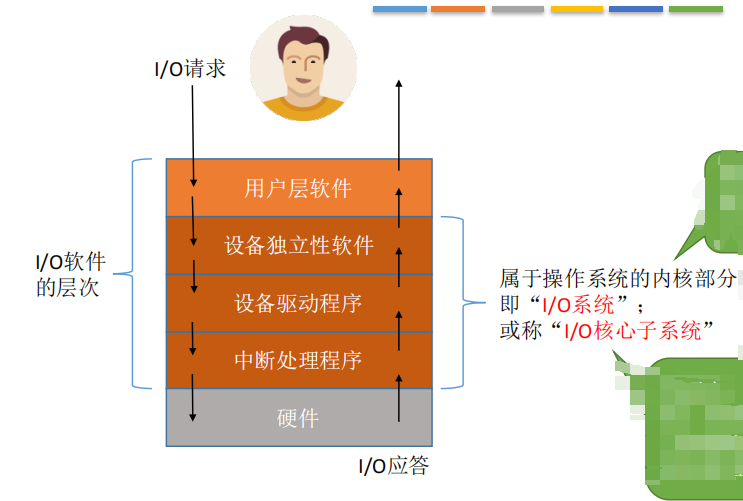 I/O请求
用户层软件
设备独立性软件
设备驱动程序
中断处理程序
硬件
I/O软件
的层次
属于操作系统的内核部分
即“I/O系统”；
或称“I/O核心子系统”
I/O应答